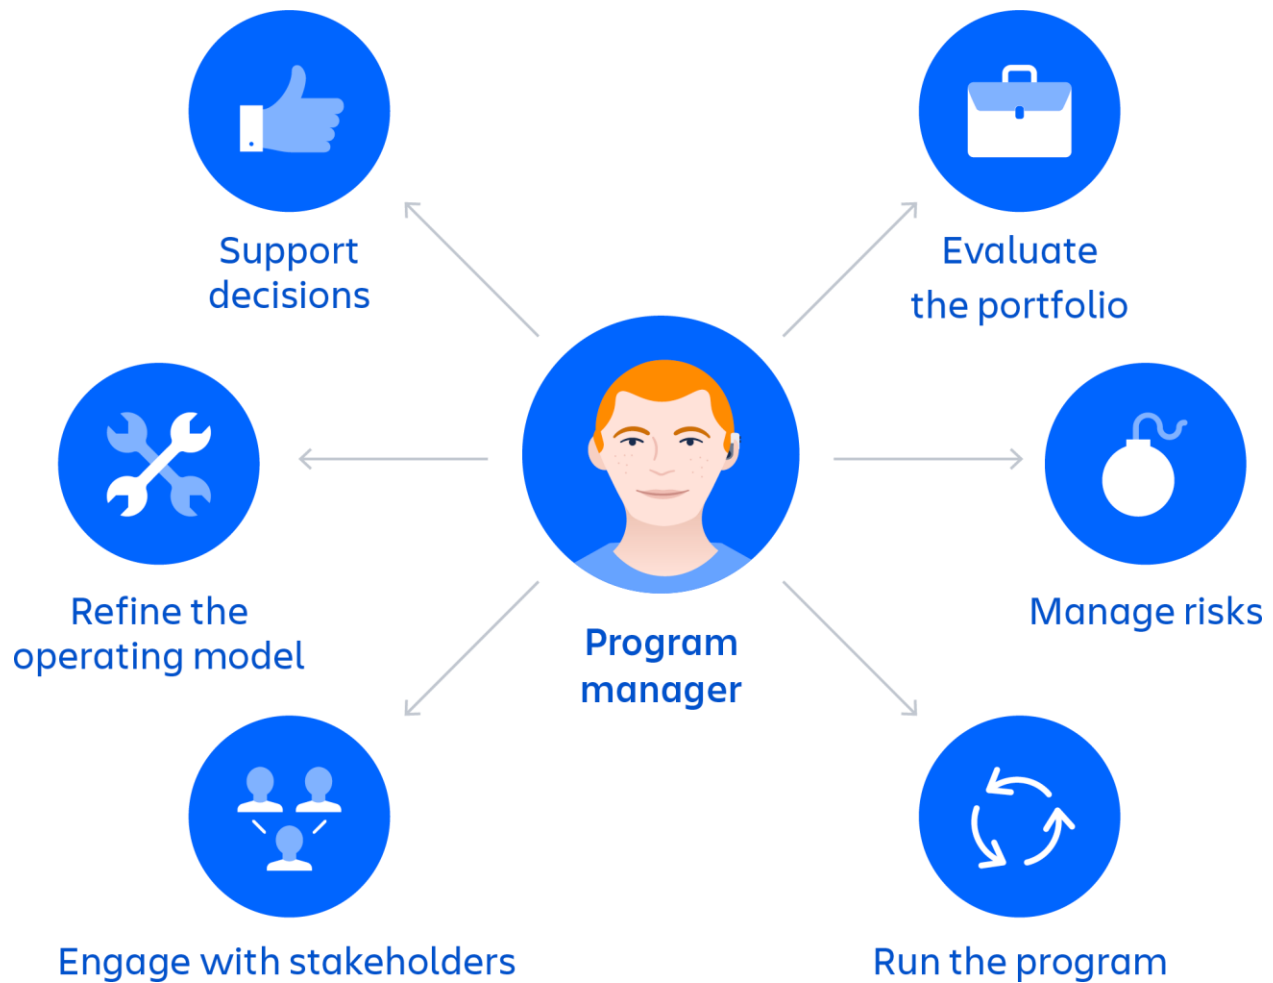 Support
decisions
Evaluate
the portfolio
Refine the
operating model
Program
manager
Manage risks
Engage with stakeholders
Run the program